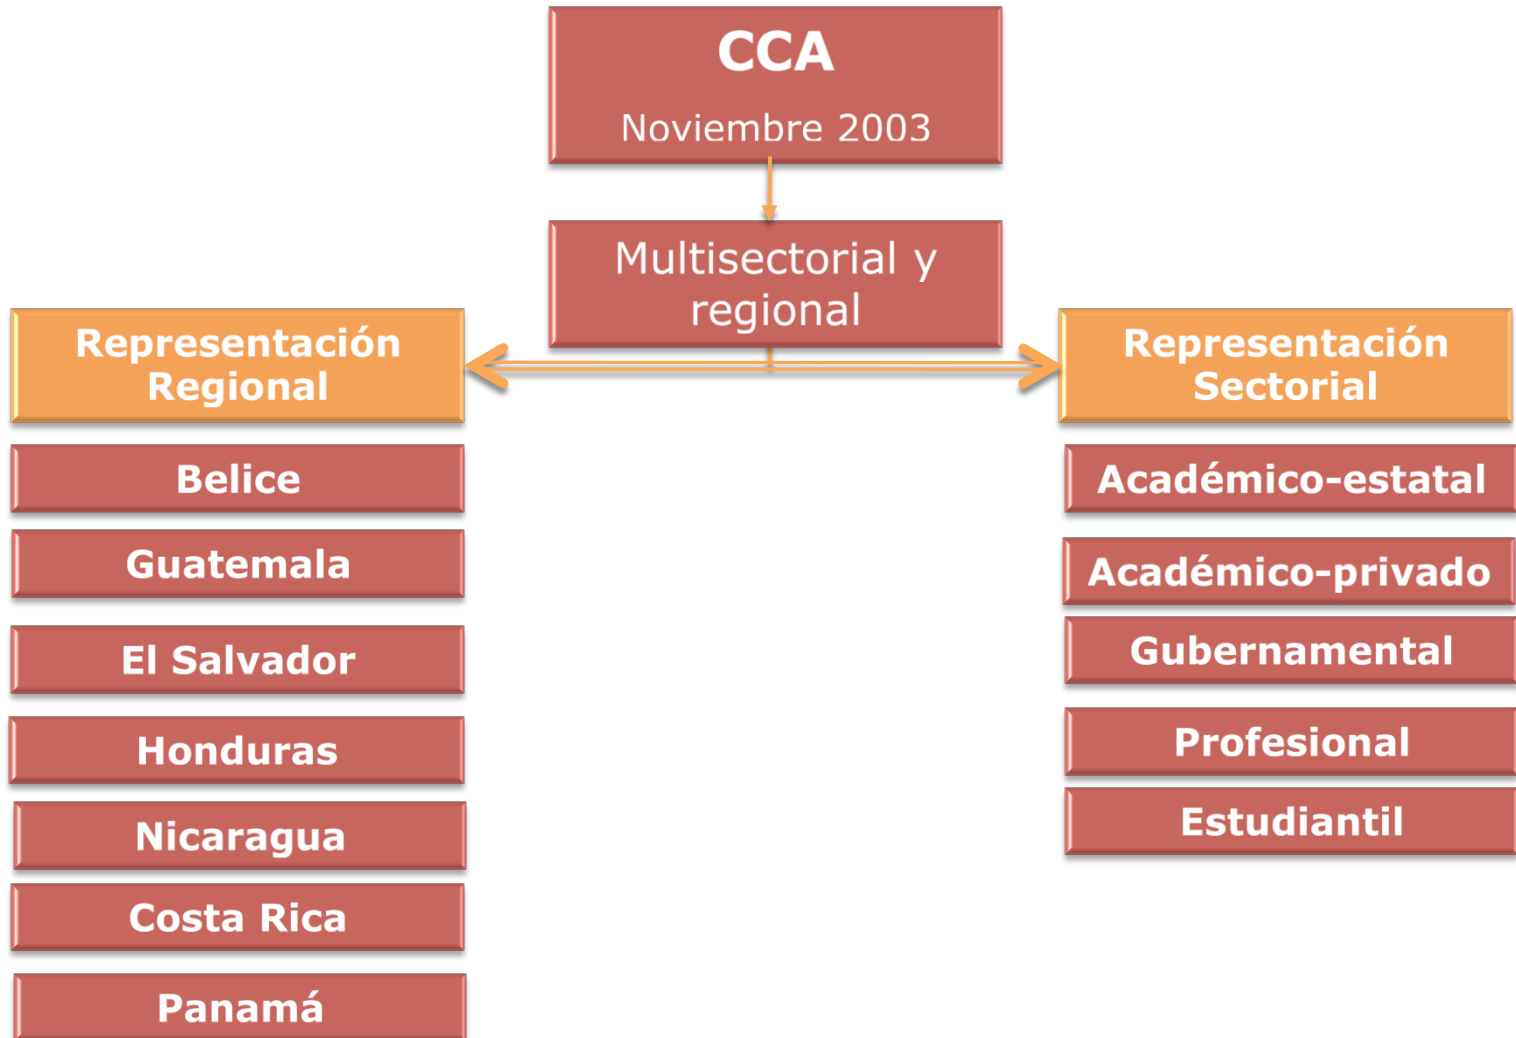 CCA
Noviembre 2003
Multisectorial y
regional
Representación
Regional
Belice
Guatemala
El Salvador
Honduras
Nicaragua
Costa Rica
Panamá
Representación
Sectorial
Académico-estatal
Académico-privado
Gubernamental
Profesional
Estudiantil